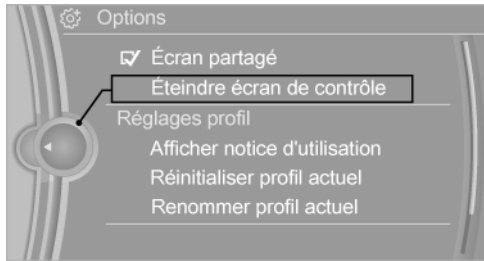 Options
Écran partagé
Éteindre écran de contrôle
Réglages profil
Afficher notice d'utilisation
Réinitialiser profil actuel
Renommer profil actuel